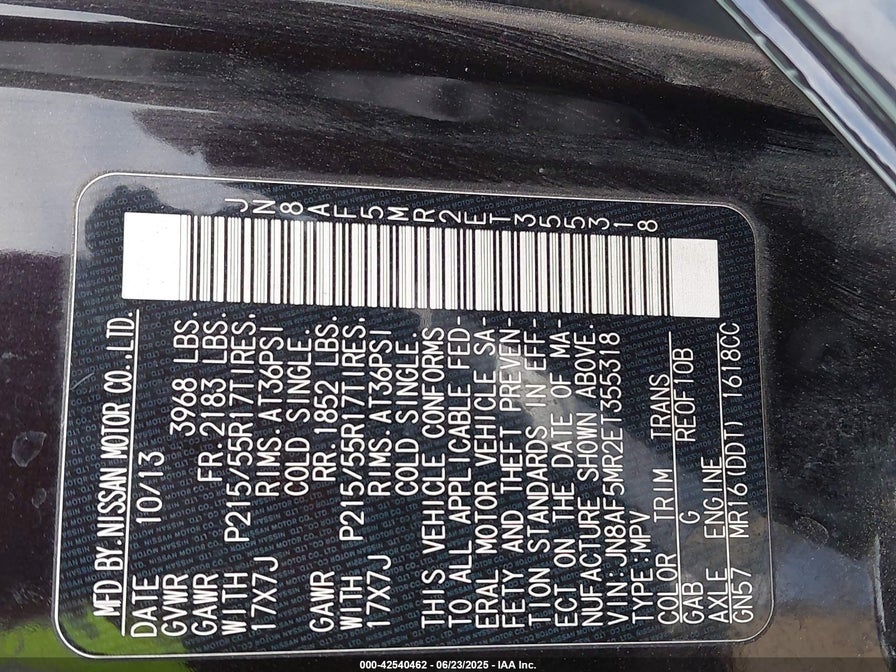 JN8AF5MR2ET355318
MFD BY.NISSAN MOTOR CO.,LTD.
DATE 10/13
GVWR 3968 LBS.
GAWR FR.2183 LBS.
WITH P215/55R17TIRES.
17X7J RIMS.AT36PSI
COLD SINGLE.
GAWR RR.1852 LBS.
WITH P215/55R17TIRES.
17X7J RIMS.AT36PSI
COLD SINGLE.
THIS VEHICLE CONFORMS
TO ALL APPLICABLE FED-
ERAL MOTOR VEHICLE SA-
FETY AND THEFT PREVEN-
TION STANDARDS IN EFF-
ECT ON THE DATE OF MA-
NUFACTURE SHOWN ABOVE.
VIN:JN8AF5MR2ET355318
TYPE:MPV
COLOR TRIM TRANS
GAB G RE0F10B
AXLE ENGINE
GN57 MR16(DDT) 1618CC
000-42540462 - 06/23/2025 - IAA Inc.